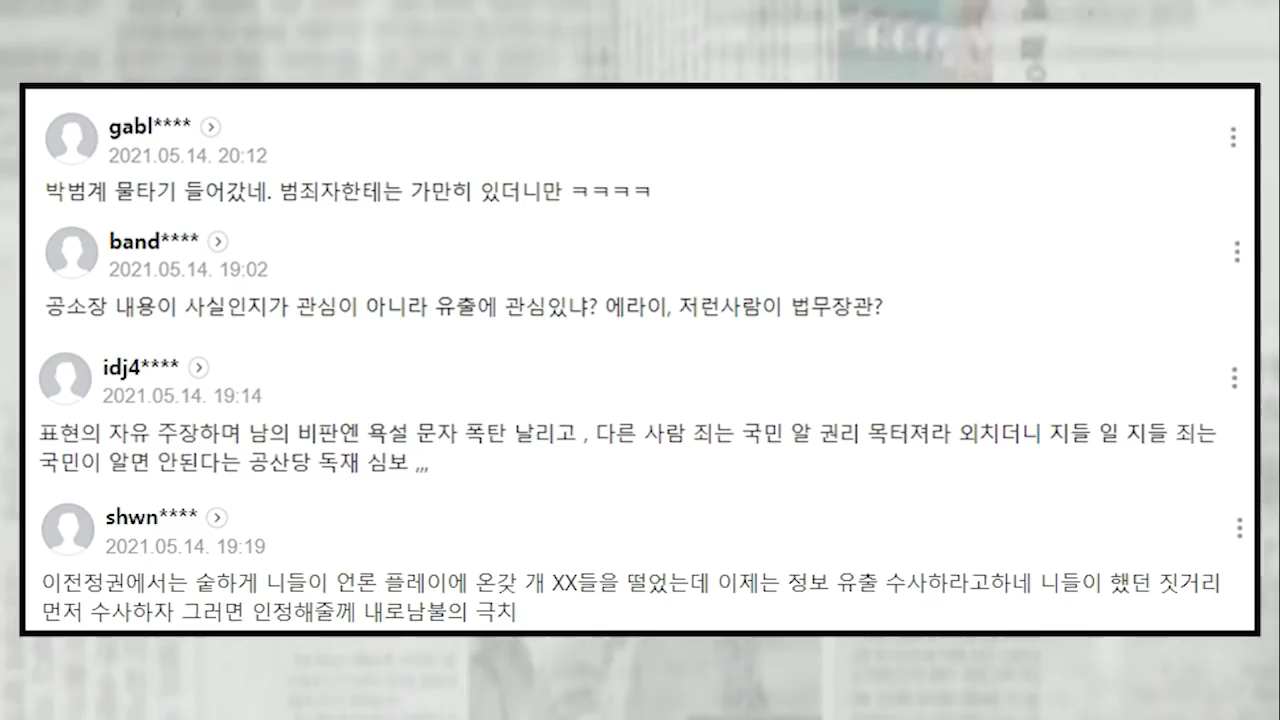 gabl****
2021.05.14. 20:12
박범계 물타기 들어갔네. 범죄자한테는 가만히 있더니만 ㅋㅋㅋㅋ
band****
2021.05.14. 19:02
공소장 내용이 사실인지가 관심이 아니라 유출에 관심있냐? 에라이, 저런사람이 법무장관?
idj4****
2021.05.14. 19:14
표현의 자유 주장하며 남의 비판엔 욕설 문자 폭탄 날리고 , 다른 사람 죄는 국민 알 권리 목터져라 외치더니 지들 일 지들 죄는
국민이 알면 안된다는 공산당 독재 심보 ,,,
shwn****
2021.05.14. 19:19
이전정권에서는 숱하게 니들이 언론 플레이에 온갖 개 XX들을 떨었는데 이제는 정보 유출 수사하라고하네 니들이 했던 짓거리
먼저 수사하자 그러면 인정해줄께 내로남불의 극치